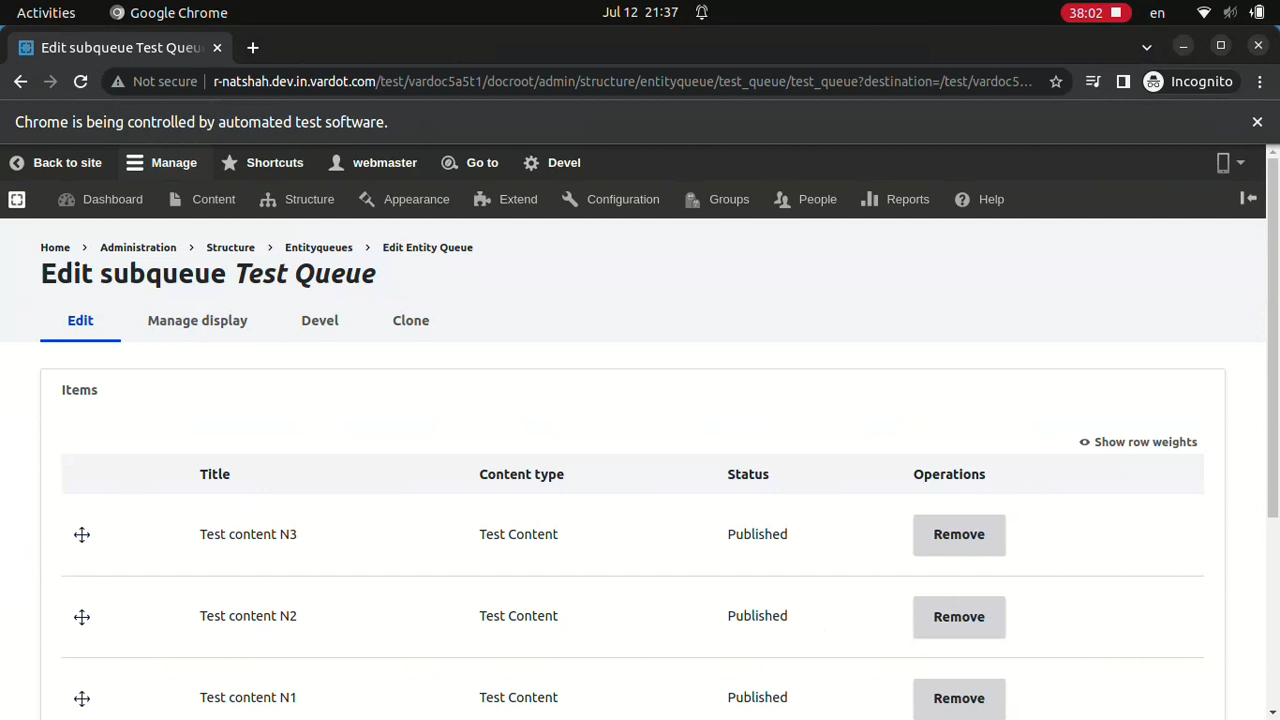 Activities Google Chrome Jul 12 21:37 38:02 en
Edit subqueue Test Queu
Not secure r-natshah.dev.in.vardot.com/test/vardoc5a5t1/docroot/admin/structure/entityqueue/test_queue/test_queue?destination=/test/vardoc5... Incognito
Chrome is being controlled by automated test software.
Back to site Manage Shortcuts webmaster Go to Devel
Dashboard Content Structure Appearance Extend Configuration Groups People Reports Help
Home Administration Structure Entityqueues Edit Entity Queue
Edit subqueue Test Queue
Edit Manage display Devel Clone
Items
Show row weights
Title Content type Status Operations
Test content N3 Test Content Published Remove
Test content N2 Test Content Published Remove
Test content N1 Test Content Published Remove